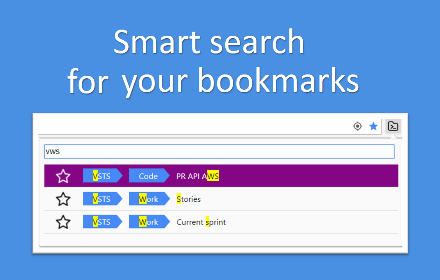 Smart search
for your bookmarks
vws
VSTS Code PR API AWS
VSTS Work Stories
VSTS Work Current sprint